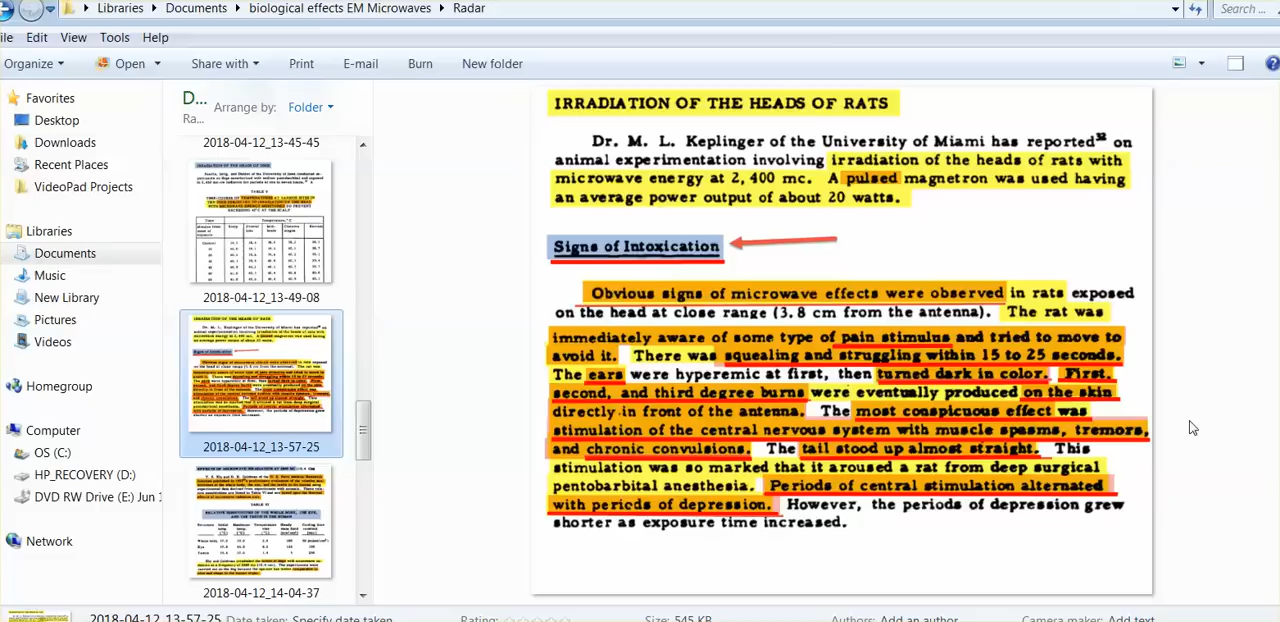 Libraries Documents biological effects EM Microwaves Radar
Search ...
ile Edit View Tools Help
Organize Open Share with Print E-mail Burn New folder
Favorites
Desktop
Downloads
Recent Places
VideoPad Projects
Libraries
Documents
Music
New Library
Pictures
Videos
Homegroup
Computer
OS (C:)
HP_RECOVERY (D:)
DVD RW Drive (E:) Jun 1
Network
D...
Ra...
Arrange by: Folder
2018-04-12_13-45-45
2018-04-12_13-49-08
2018-04-12_13-57-25
2018-04-12_14-04-37
IRRADIATION OF THE HEADS OF RATS
Dr. M. L. Keplinger of the University of Miami has reported32 on
animal experimentation involving irradiation of the heads of rats with
microwave energy at 2, 400 mc. A pulsed magnetron was used having
an average power output of about 20 watts.
Signs of Intoxication
Obvious signs of microwave effects were observed in rats exposed
on the head at close range (3. 8 cm from the antenna). The rat was
immediately aware of some type of pain stimulus and tried to move to
avoid it. There was squealing and struggling within 15 to 25 seconds.
The ears were hyperemic at first, then turned dark in color. First,
second, and third degree burns were eventually produced on the skin
directly in front of the antenna. The most conspicuous effect was
stimulation of the central nervous system with muscle spasms, tremors,
and chronic convulsions. The tail stood up almost straight. This
stimulation was so marked that it aroused a rat from deep surgical
pentobarbital anesthesia. Periods of central stimulation alternated
with periods of depression. However, the periods of depression grew
shorter as exposure time increased.
2018-04-12_13-57-25 Date taken: Specify date taken Rating: Size: 545 KB Authors: Add an author Camera maker: Add text